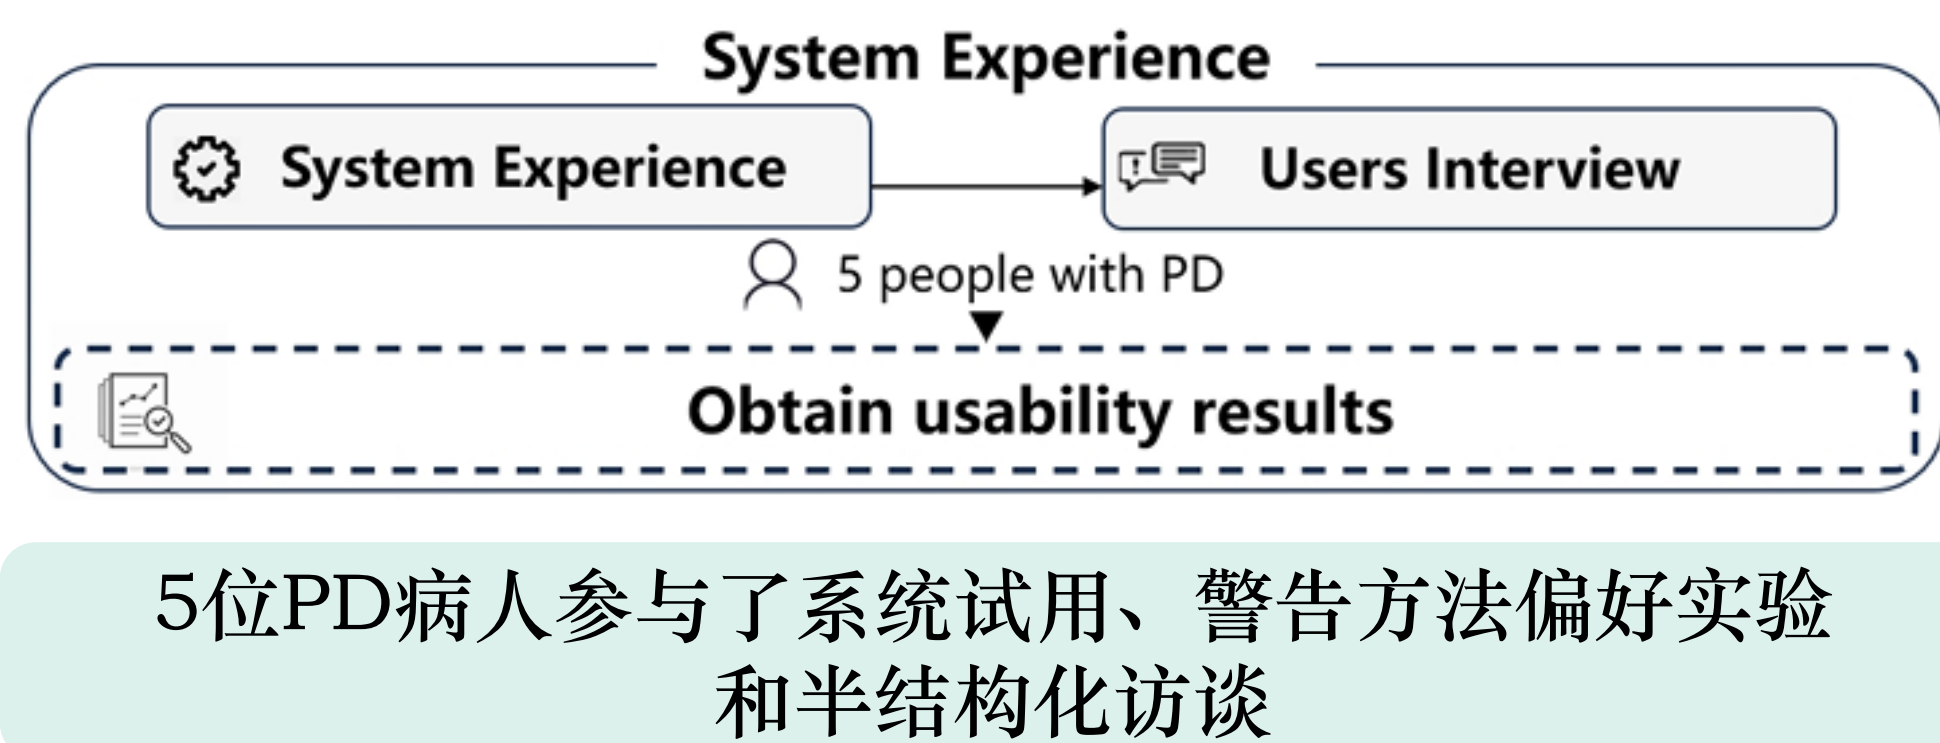 System Experience
System Experience
Users Interview
5 people with PD
Obtain usability results
5位PD病人参与了系统试用、警告方法偏好实验
和半结构化访谈